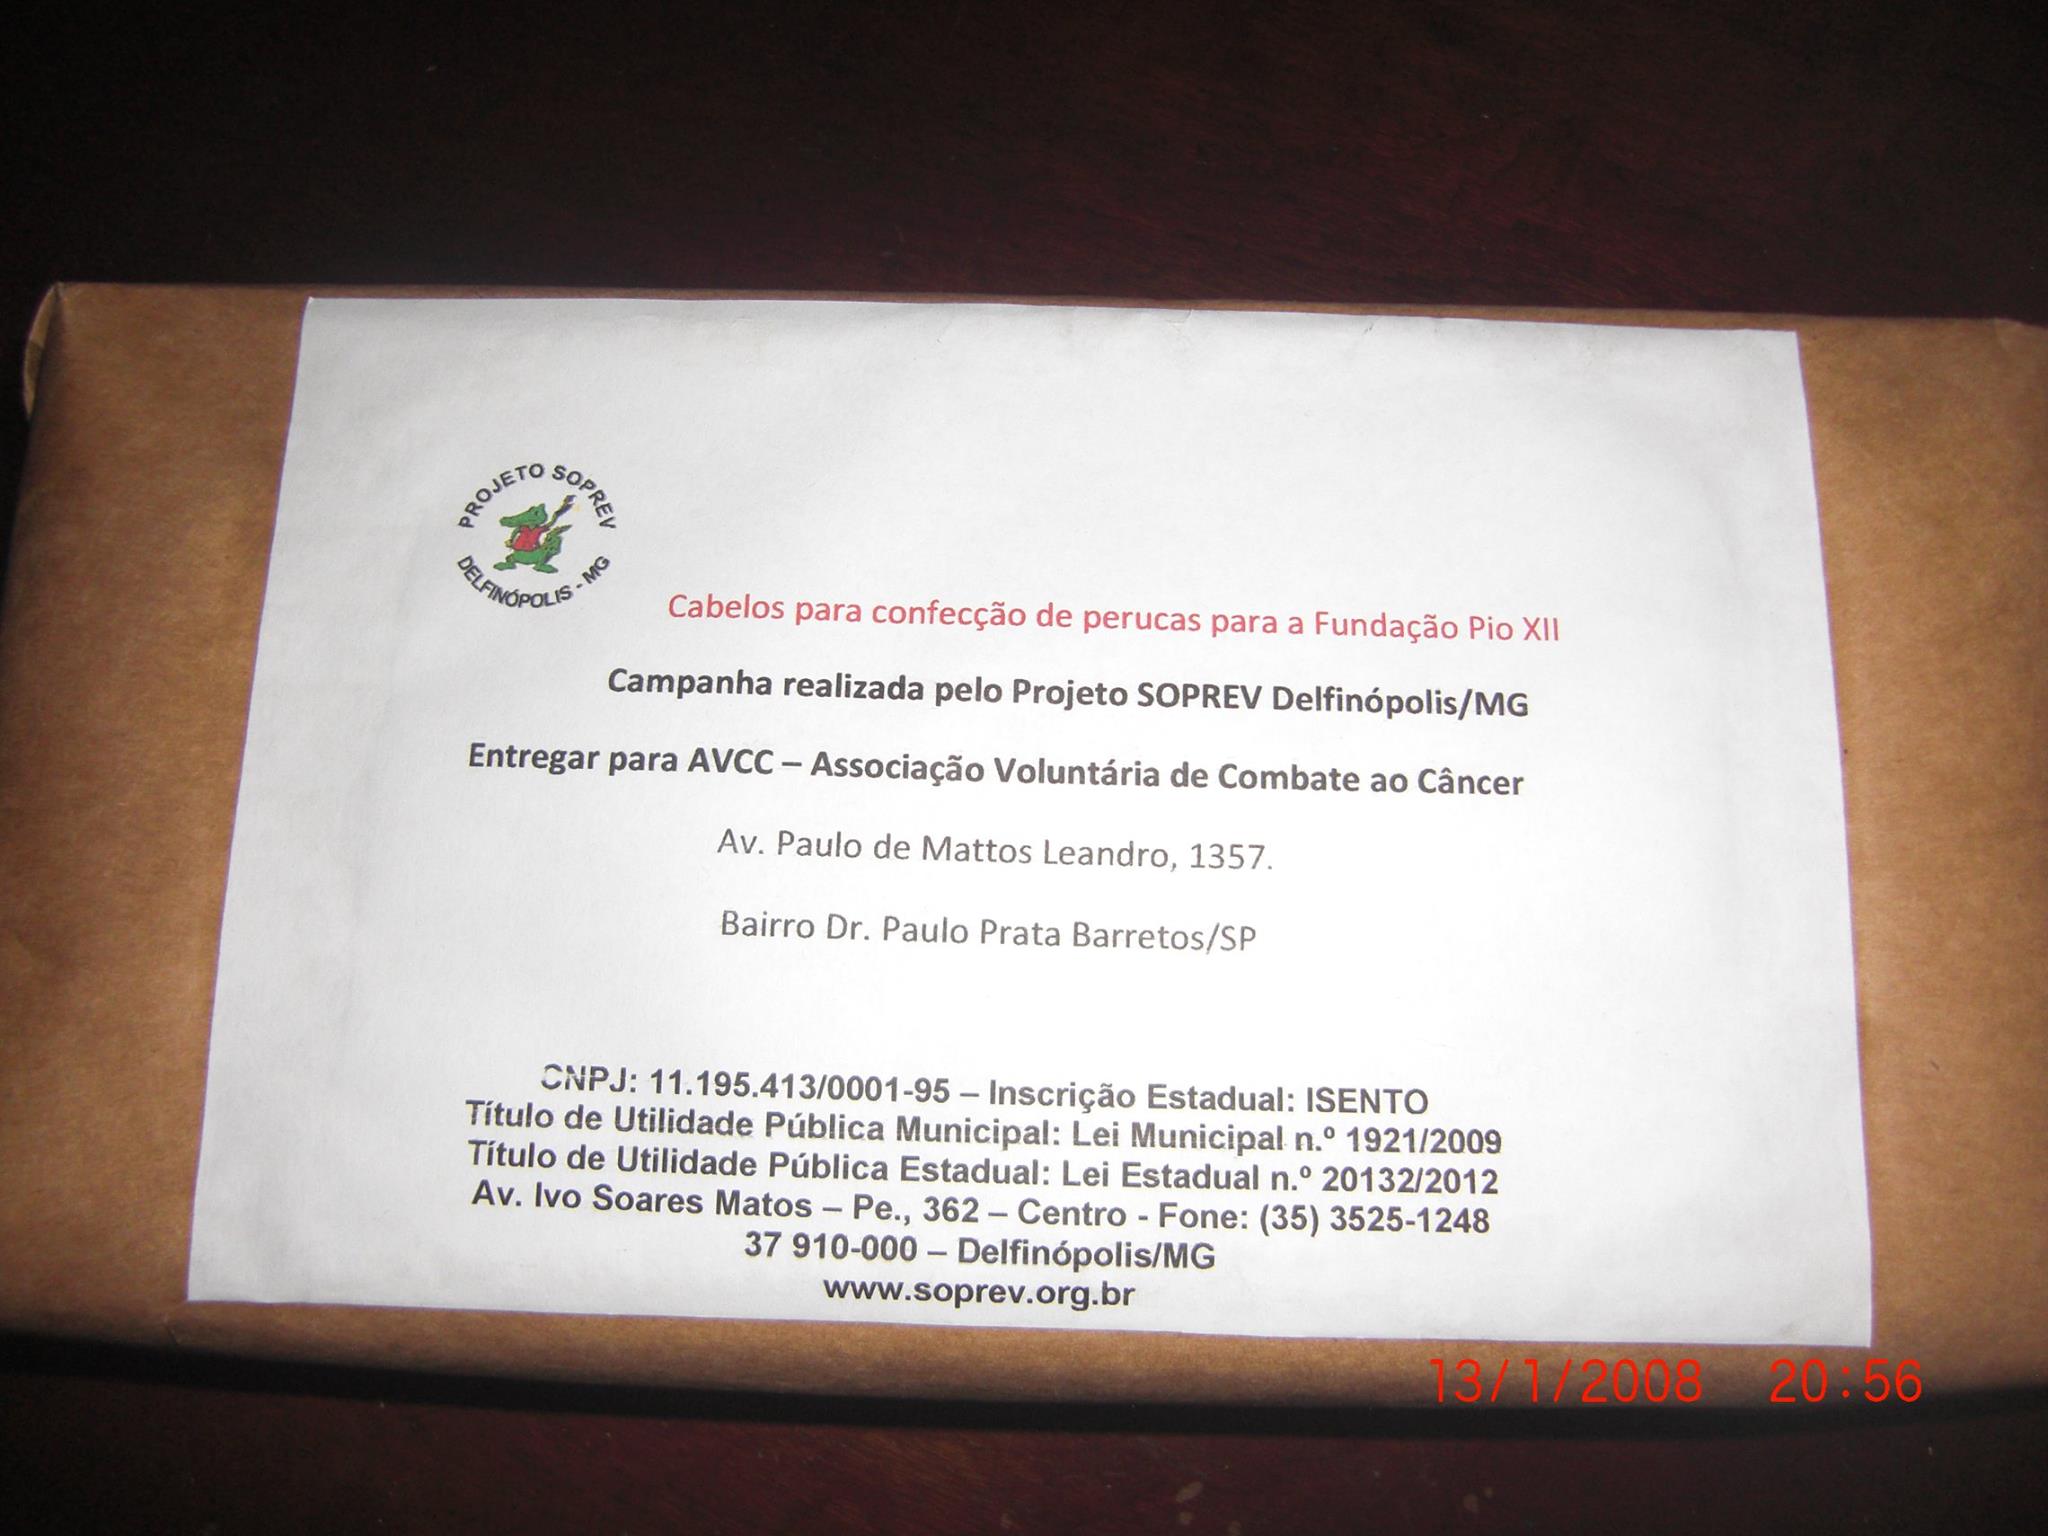 PROJETO SOPREV
DELFINÓPOLIS - MG
Cabelos para confecção de perucas para a Fundação Pio XII
Campanha realizada pelo Projeto SOPREV Delfinópolis/MG
Entregar para AVCC – Associação Voluntária de Combate ao Câncer
Av. Paulo de Mattos Leandro, 1357.
Bairro Dr. Paulo Prata Barretos/SP
CNPJ: 11.195.413/0001-95 – Inscrição Estadual: ISENTO
Título de Utilidade Pública Municipal: Lei Municipal n.º 1921/2009
Título de Utilidade Pública Estadual: Lei Estadual n.º 20132/2012
Av. Ivo Soares Matos – Pe., 362 – Centro - Fone: (35) 3525-1248
37 910-000 – Delfinópolis/MG
www.soprev.org.br
13/1/2008 20:56